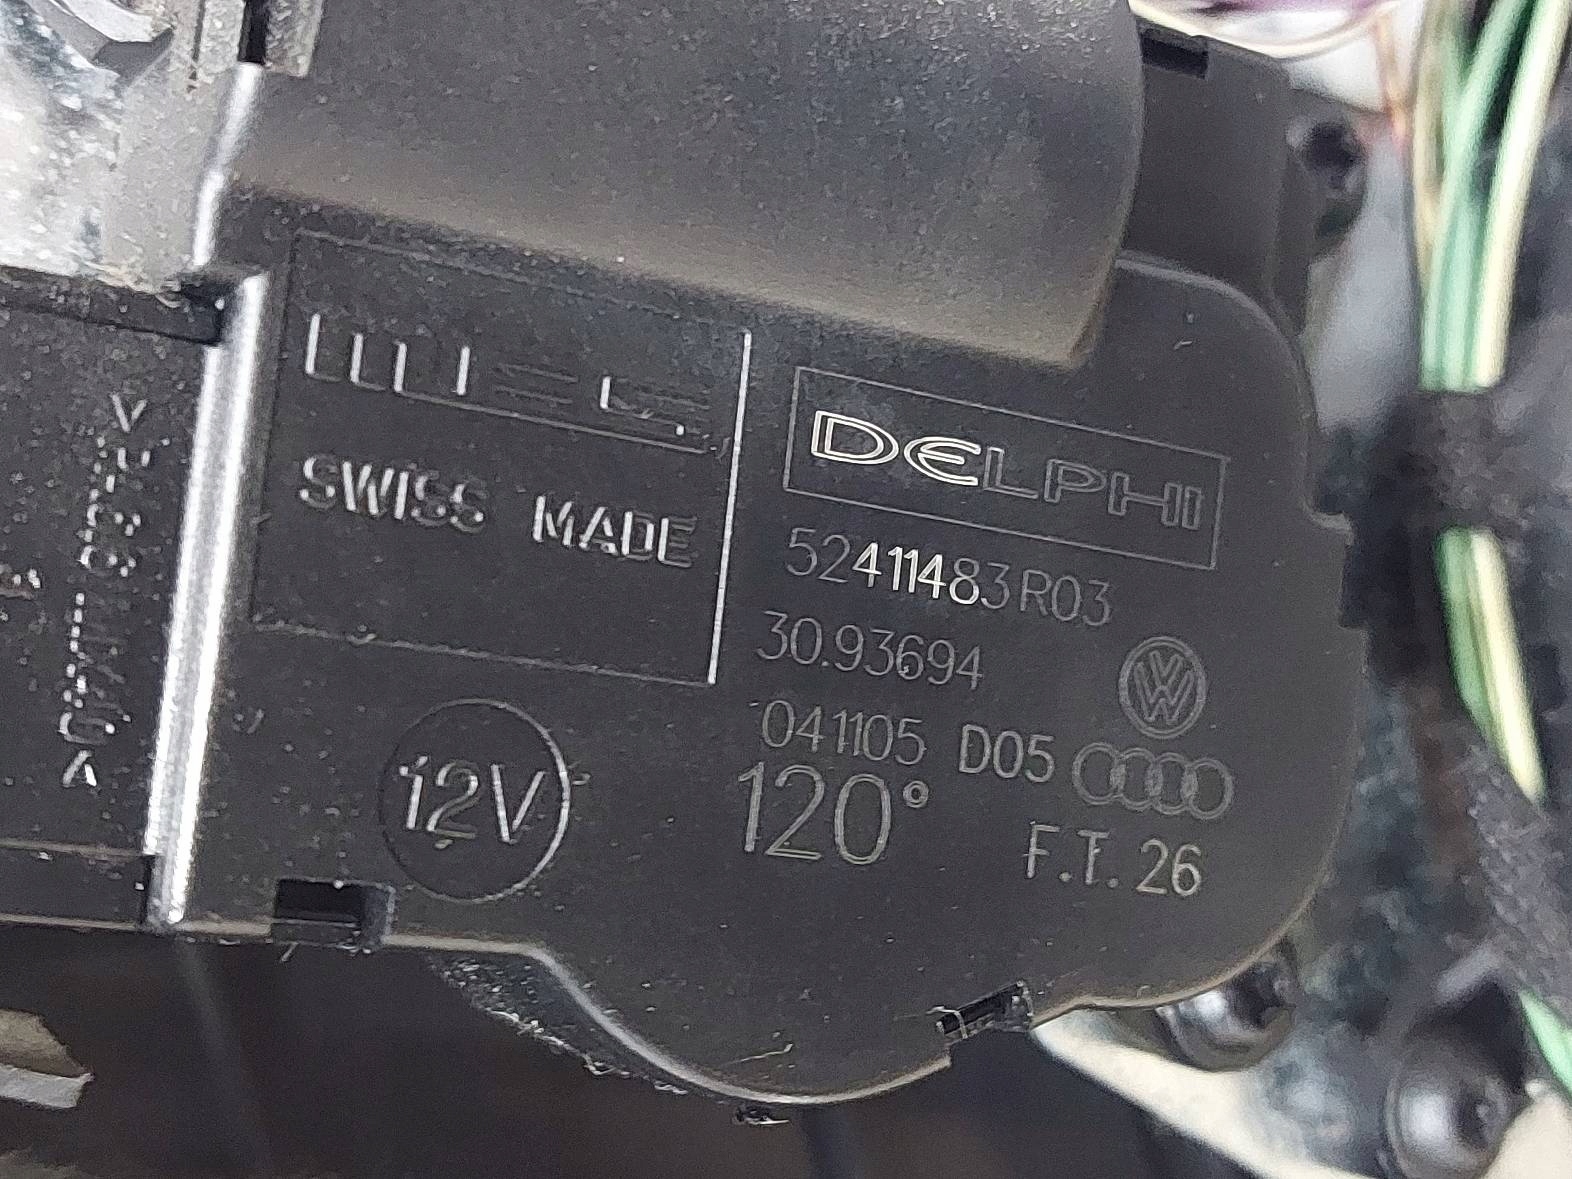 SWISS MADE
12V
DELPHI
52411483R03
30.93694
041105 D05
120°
F.T. 26